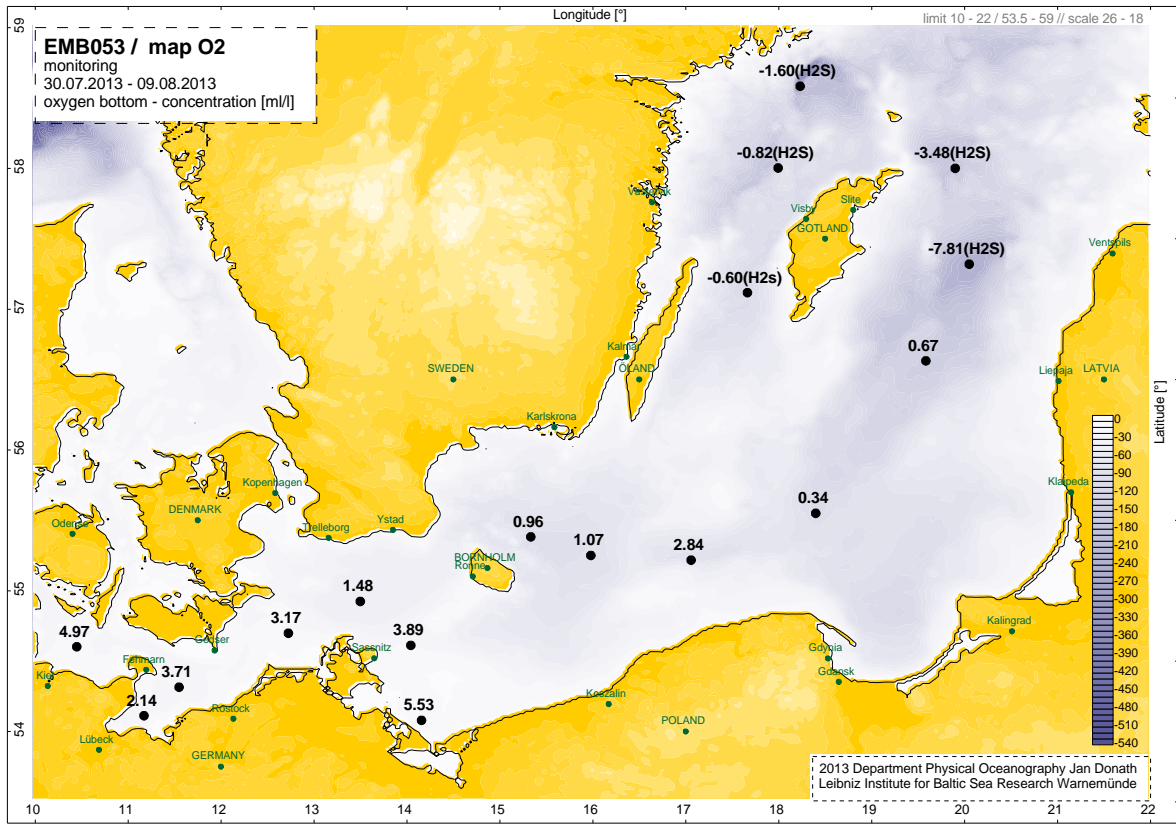 Longitude [°]
limit 10 - 22 / 53.5 - 59 // scale 26 - 18
EMB053 / map O2
monitoring
30.07.2013 - 09.08.2013
oxygen bottom - concentration [ml/l]
59
-1.60(H2S)
58
-0.82(H2S)
-3.48(H2S)
Västervik
Visby
Slite
GOTLAND
-7.81(H2S)
Ventspils
-0.60(H2s)
57
0.67
Kalmar
SWEDEN
ÖLAND
Liepaja
LATVIA
Latitude [°]
Karlskrona
56
Kopenhagen
Klaipeda
DENMARK
Odense
Trelleborg
Ystad
0.96
1.07
2.84
0.34
BORNHOLM
Ronne
55
1.48
3.17
3.89
4.97
Gedser
Sassnitz
Kalingrad
Fehmarn
Gdynia
Kiel
3.71
Gdansk
2.14
Rostock
5.53
Koszalin
54
POLAND
Lübeck
GERMANY
0
-30
-60
-90
-120
-150
-180
-210
-240
-270
-300
-330
-360
-390
-420
-450
-480
-510
-540
2013 Department Physical Oceanography Jan Donath
Leibniz Institute for Baltic Sea Research Warnemünde
10 11 12 13 14 15 16 17 18 19 20 21 22